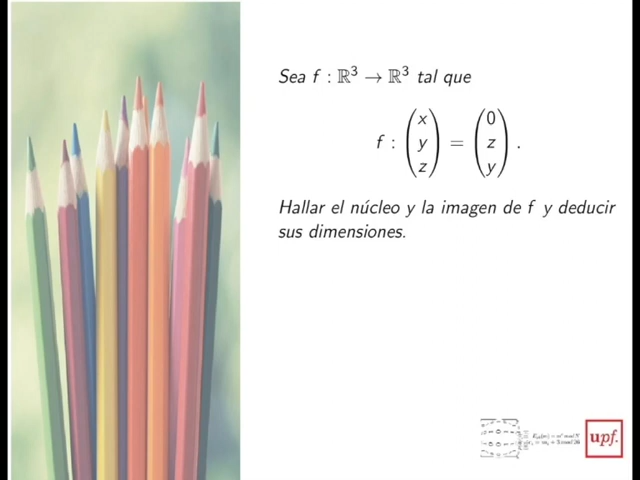 Sea f : ℝ³ → ℝ³ tal que
f : (x y z) = (0 z y) .
Hallar el núcleo y la imagen de f y deducir
sus dimensiones.
upf.